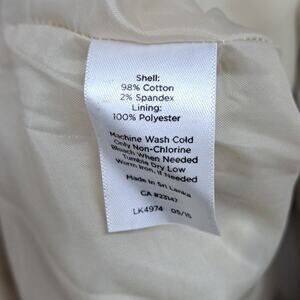 Shell:
98% Cotton
2% Spandex
Lining:
100% Polyester
Machine Wash Cold
Only Non-Chlorine
Bleach When Needed
Tumble Dry Low
Warm Iron, If Needed
Made In Sri Lanka
CA #23147
LK4974 05/15